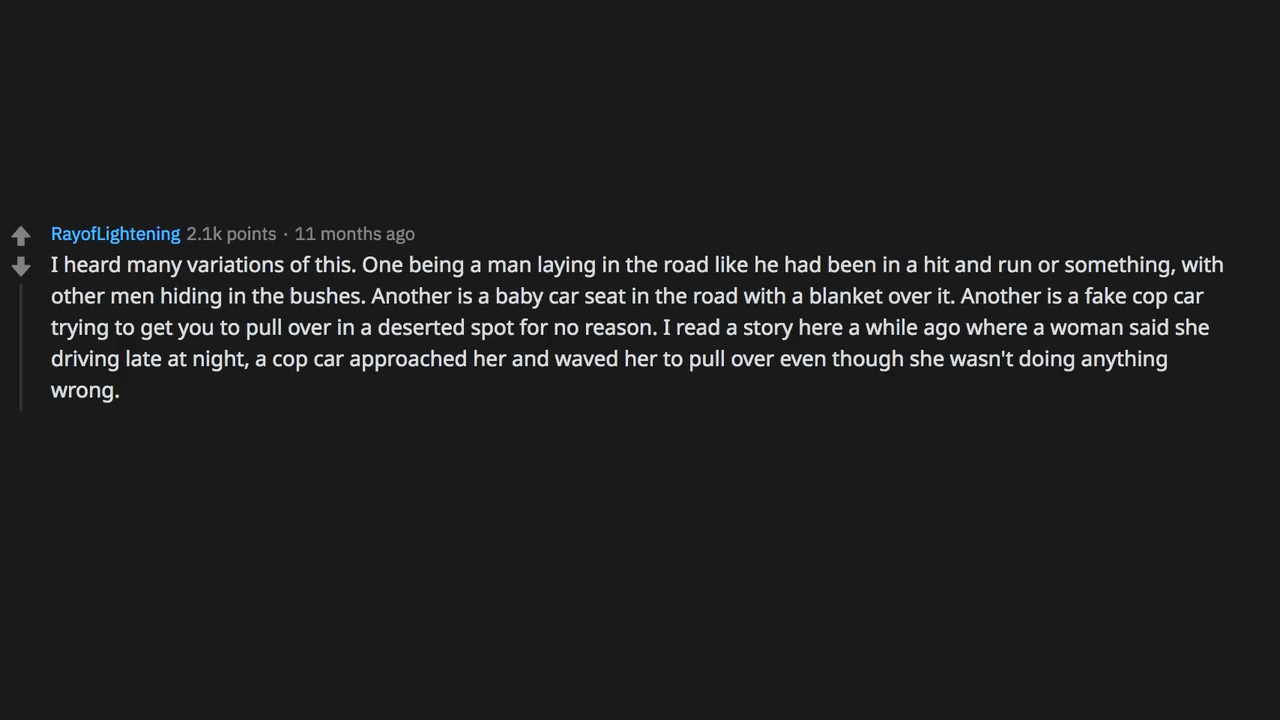 RayofLightening 2.1k points · 11 months ago
I heard many variations of this. One being a man laying in the road like he had been in a hit and run or something, with
other men hiding in the bushes. Another is a baby car seat in the road with a blanket over it. Another is a fake cop car
trying to get you to pull over in a deserted spot for no reason. I read a story here a while ago where a woman said she
driving late at night, a cop car approached her and waved her to pull over even though she wasn't doing anything
wrong.